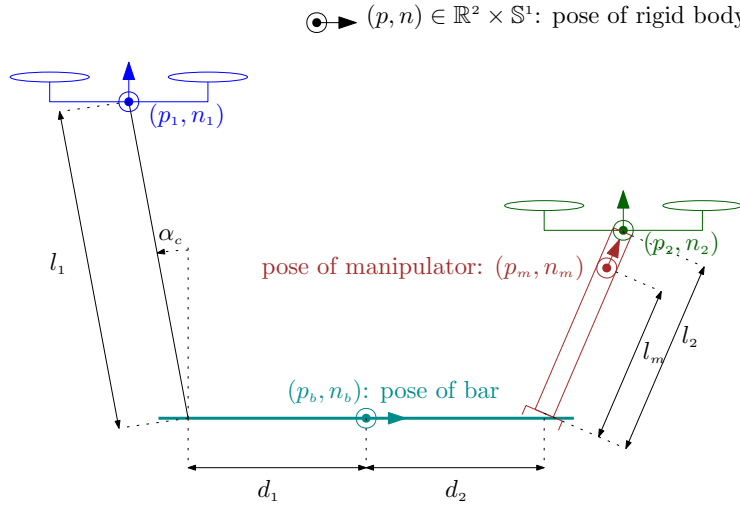 (p, n) ∈ ℝ² × 𝕊¹: pose of rigid body
(p₁, n₁)
α_c
l₁
(p₂, n₂)
pose of manipulator: (p_m, n_m)
l_m
l₂
(p_b, n_b): pose of bar
d₁
d₂